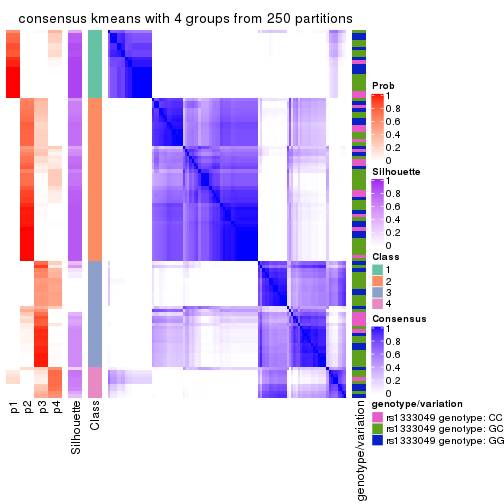 consensus kmeans with 4 groups from 250 partitions
Prob
1
0.8
0.6
0.4
0.2
0
Silhouette
1
0.8
0.6
0.4
0.2
0
Class
1
2
3
4
Consensus
1
0.8
0.6
0.4
0.2
0
genotype/variation
rs1333049 genotype: CC
rs1333049 genotype: GC
rs1333049 genotype: GG
p1
p2
p3
p4
Silhouette
Class
genotype/variation